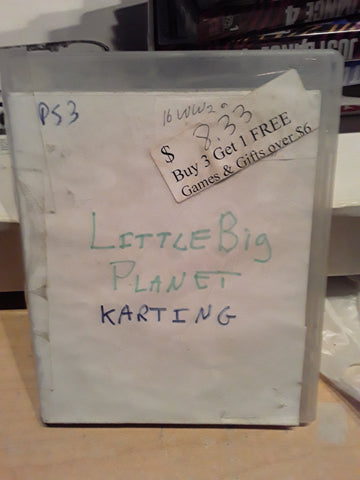 PS3
$ 8.33
Buy 3 Get 1 FREE
Games & Gifts over $6
LITTLE Big
PLANET
KARTING